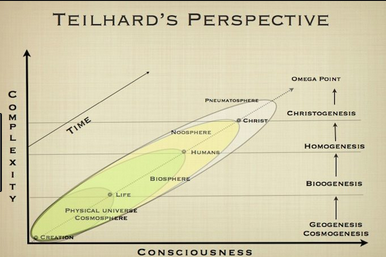 Teilhard's Perspective
Omega Point
Pneumatosphere
Christogenesis
Christ
Time
Noosphere
Homogenesis
Humans
Biosphere
Biogenesis
Life
Physical universe
Cosmosphere
Geogenesis
Cosmogenesis
Creation
Complexity
Consciousness